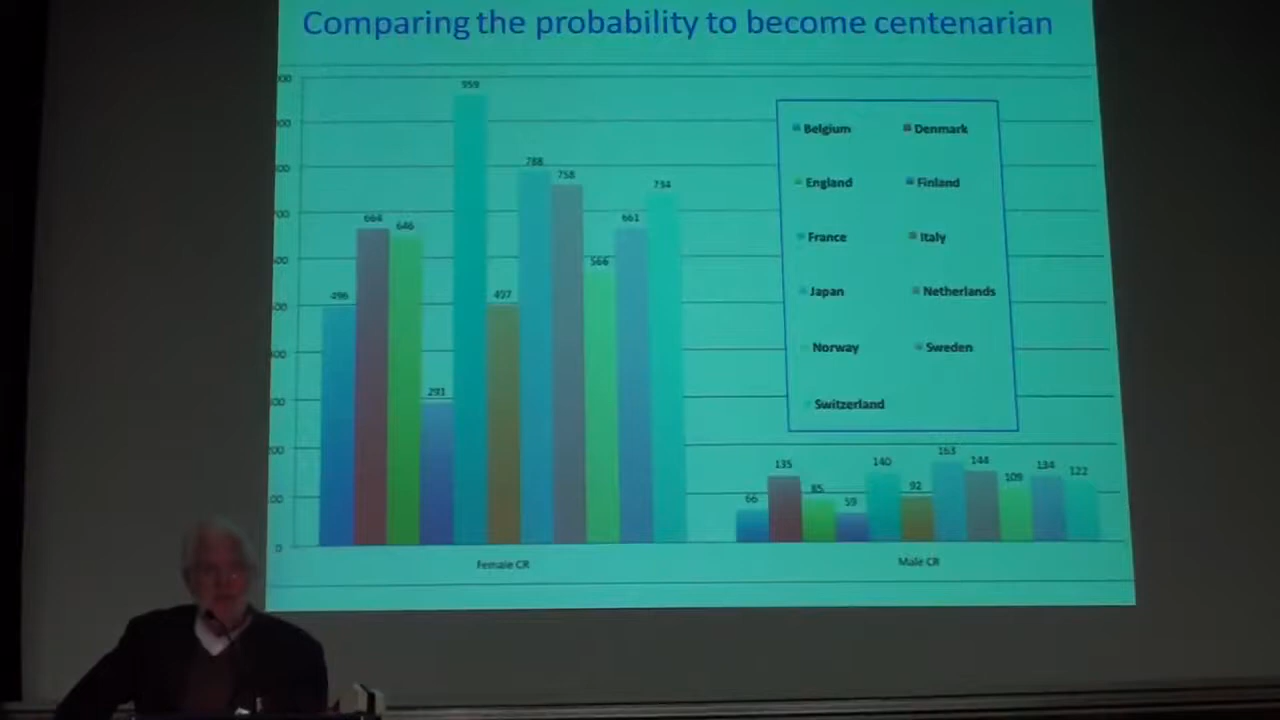 Comparing the probability to become centenarian
959
788
758
734
664
646
661
566
496
497
291
Belgium Denmark
England Finland
France Italy
Japan Netherlands
Norway Sweden
Switzerland
66
135
85
59
140
92
163
144
109
134
122
0
Female CR
Male CR